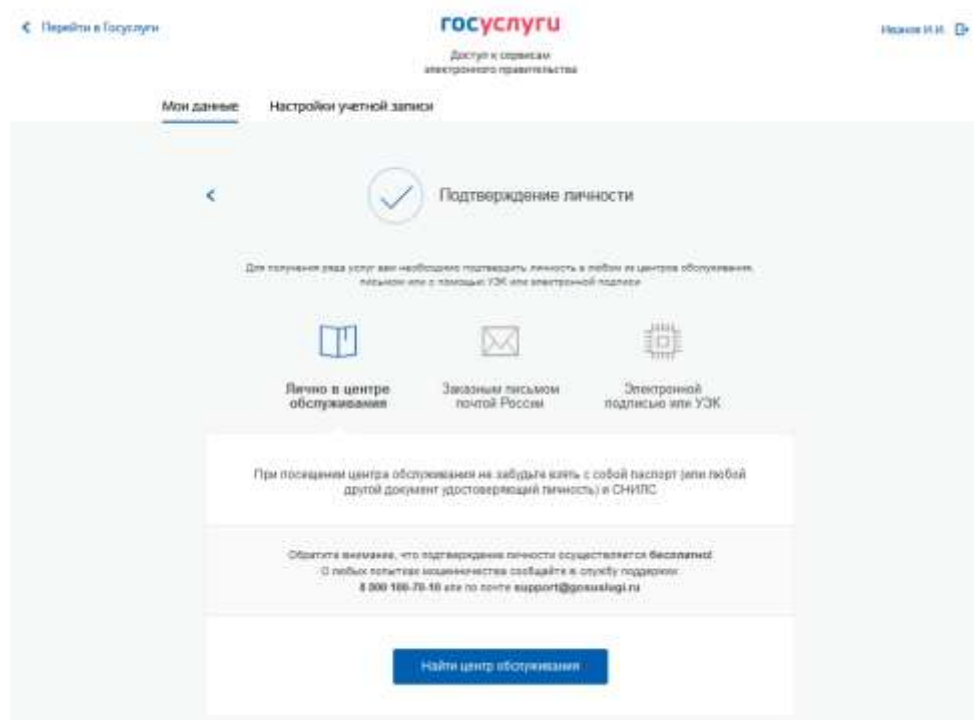 Перейти в Госуслуги
госуслуги
Иванов И.И.
Доступ к сервисам
электронного правительства
Мои данные Настройки учетной записи
Подтверждение личности
Для получения ряда услуг вам необходимо подтвердить личность в любом из центров обслуживания,
письмом или с помощью УЭК или электронной подписи
Лично в центре
обслуживания
Заказным письмом
почтой России
Электронной
подписью или УЭК
При посещении центра обслуживания не забудьте взять с собой паспорт (или любой
другой документ удостоверяющий личность) и СНИЛС
Обратите внимание, что подтверждение личности осуществляется бесплатно!
О любых попытках мошенничества сообщайте в службу поддержки
8 800 100-70-10 или по почте support@gosuslugi.ru
Найти центр обслуживания